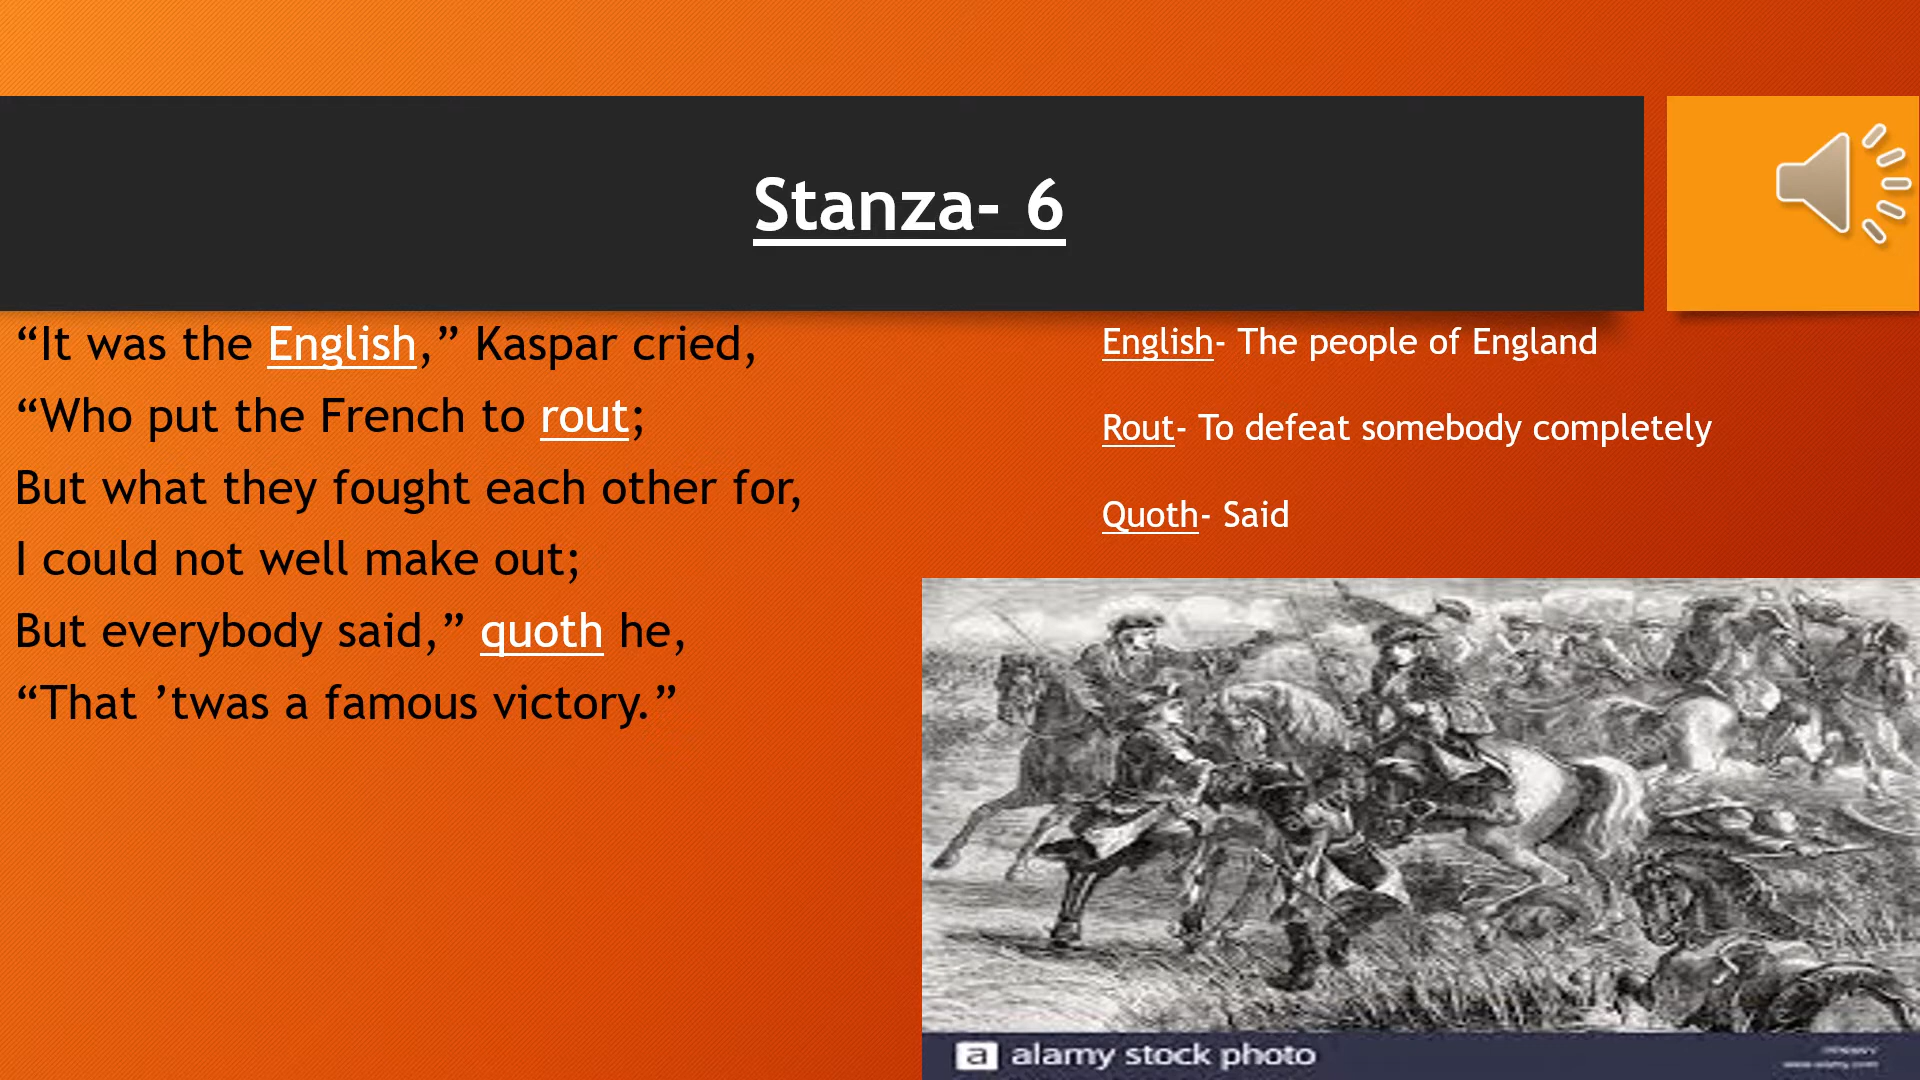 Stanza- 6
“It was the English,” Kaspar cried,
“Who put the French to rout;
But what they fought each other for,
I could not well make out;
But everybody said,” quoth he,
“That ’twas a famous victory.”
English- The people of England
Rout- To defeat somebody completely
Quoth- Said
a alamy stock photo